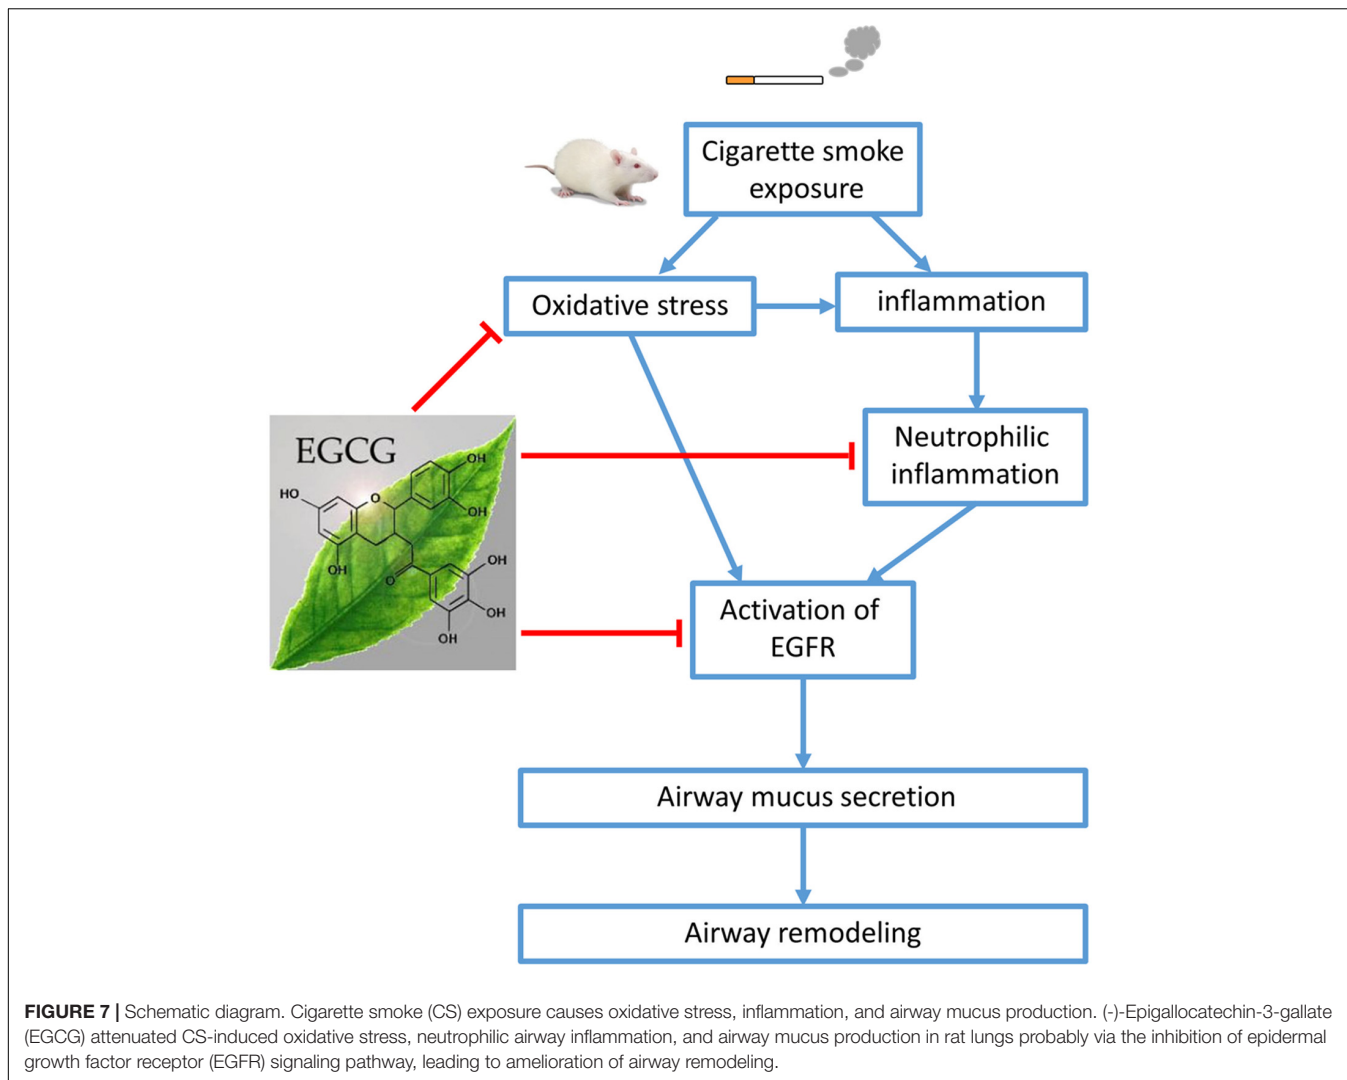 Cigarette smoke
exposure
Oxidative stress
inflammation
Neutrophilic
inflammation
EGCG
OH
HO
O
OH
OH
O
OH
OH
OH
Activation of
EGFR
Airway mucus secretion
Airway remodeling
FIGURE 7 | Schematic diagram. Cigarette smoke (CS) exposure causes oxidative stress, inflammation, and airway mucus production. (-)-Epigallocatechin-3-gallate
(EGCG) attenuated CS-induced oxidative stress, neutrophilic airway inflammation, and airway mucus production in rat lungs probably via the inhibition of epidermal
growth factor receptor (EGFR) signaling pathway, leading to amelioration of airway remodeling.